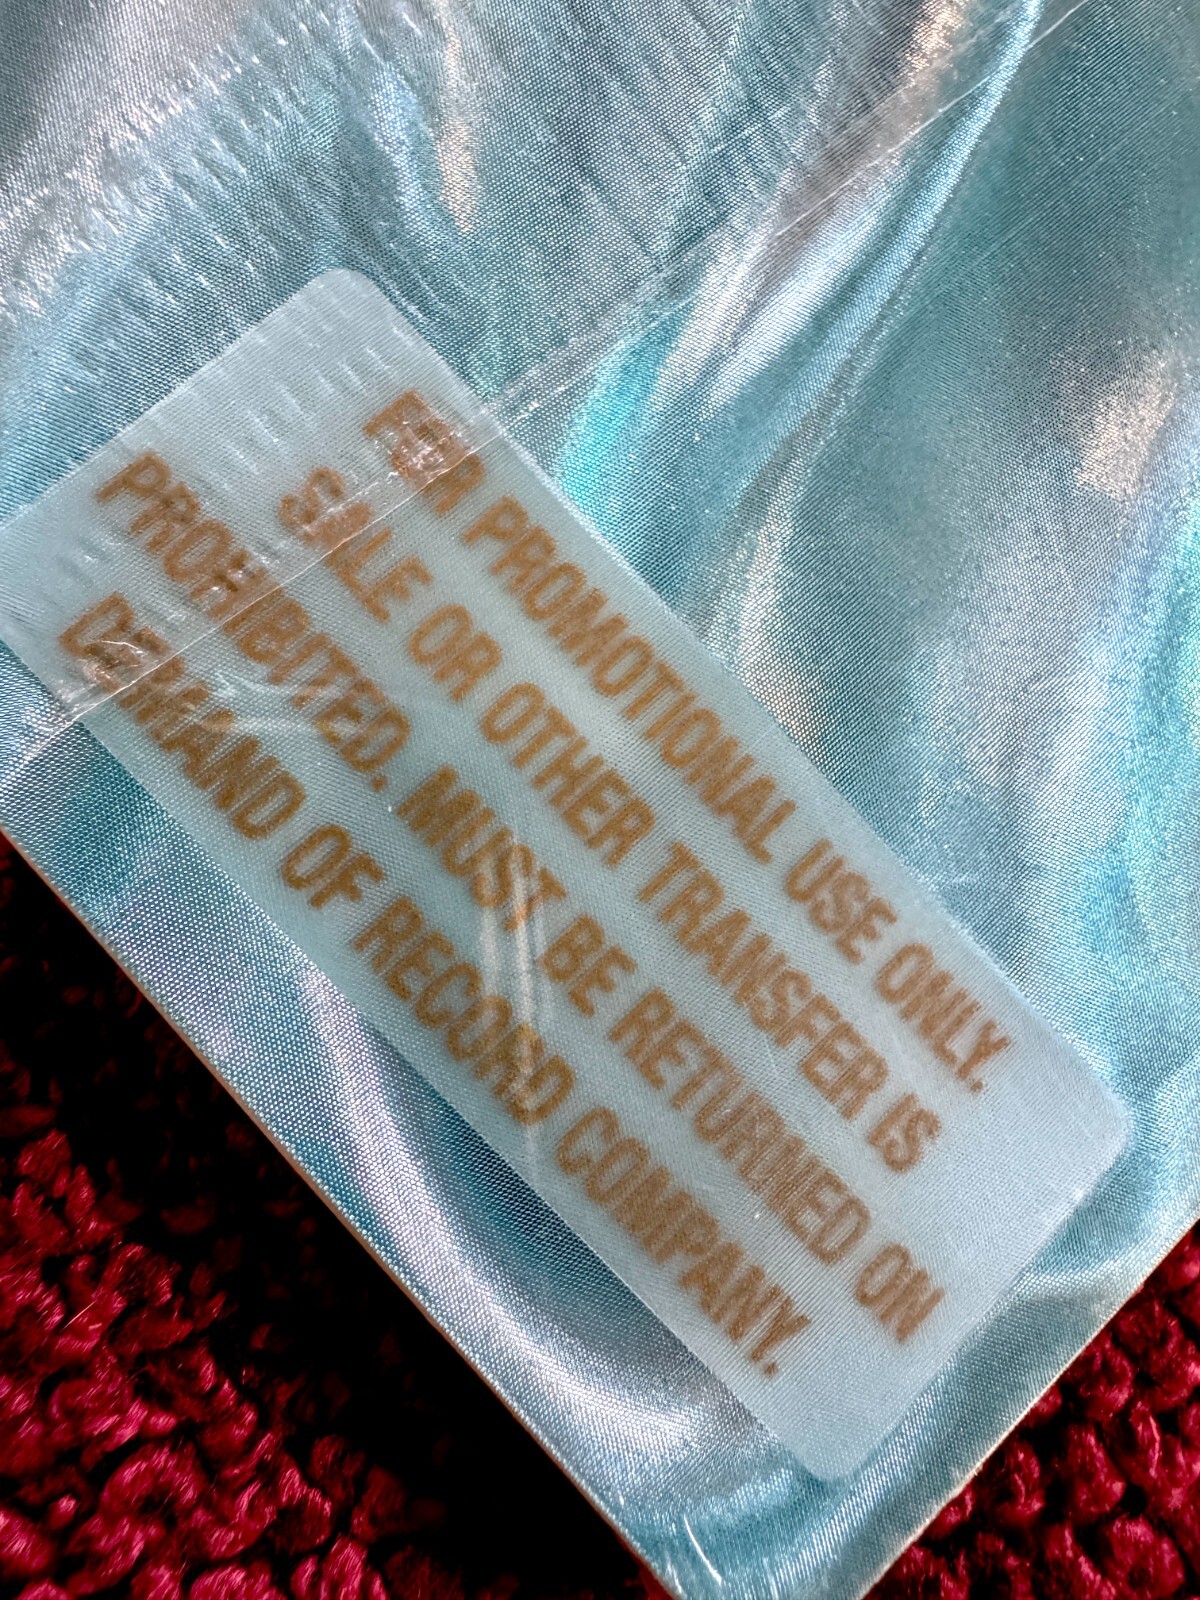 FOR PROMOTIONAL USE ONLY.
SALE OR OTHER TRANSFER IS
PROHIBITED. MUST BE RETURNED ON
DEMAND OF RECORD COMPANY.